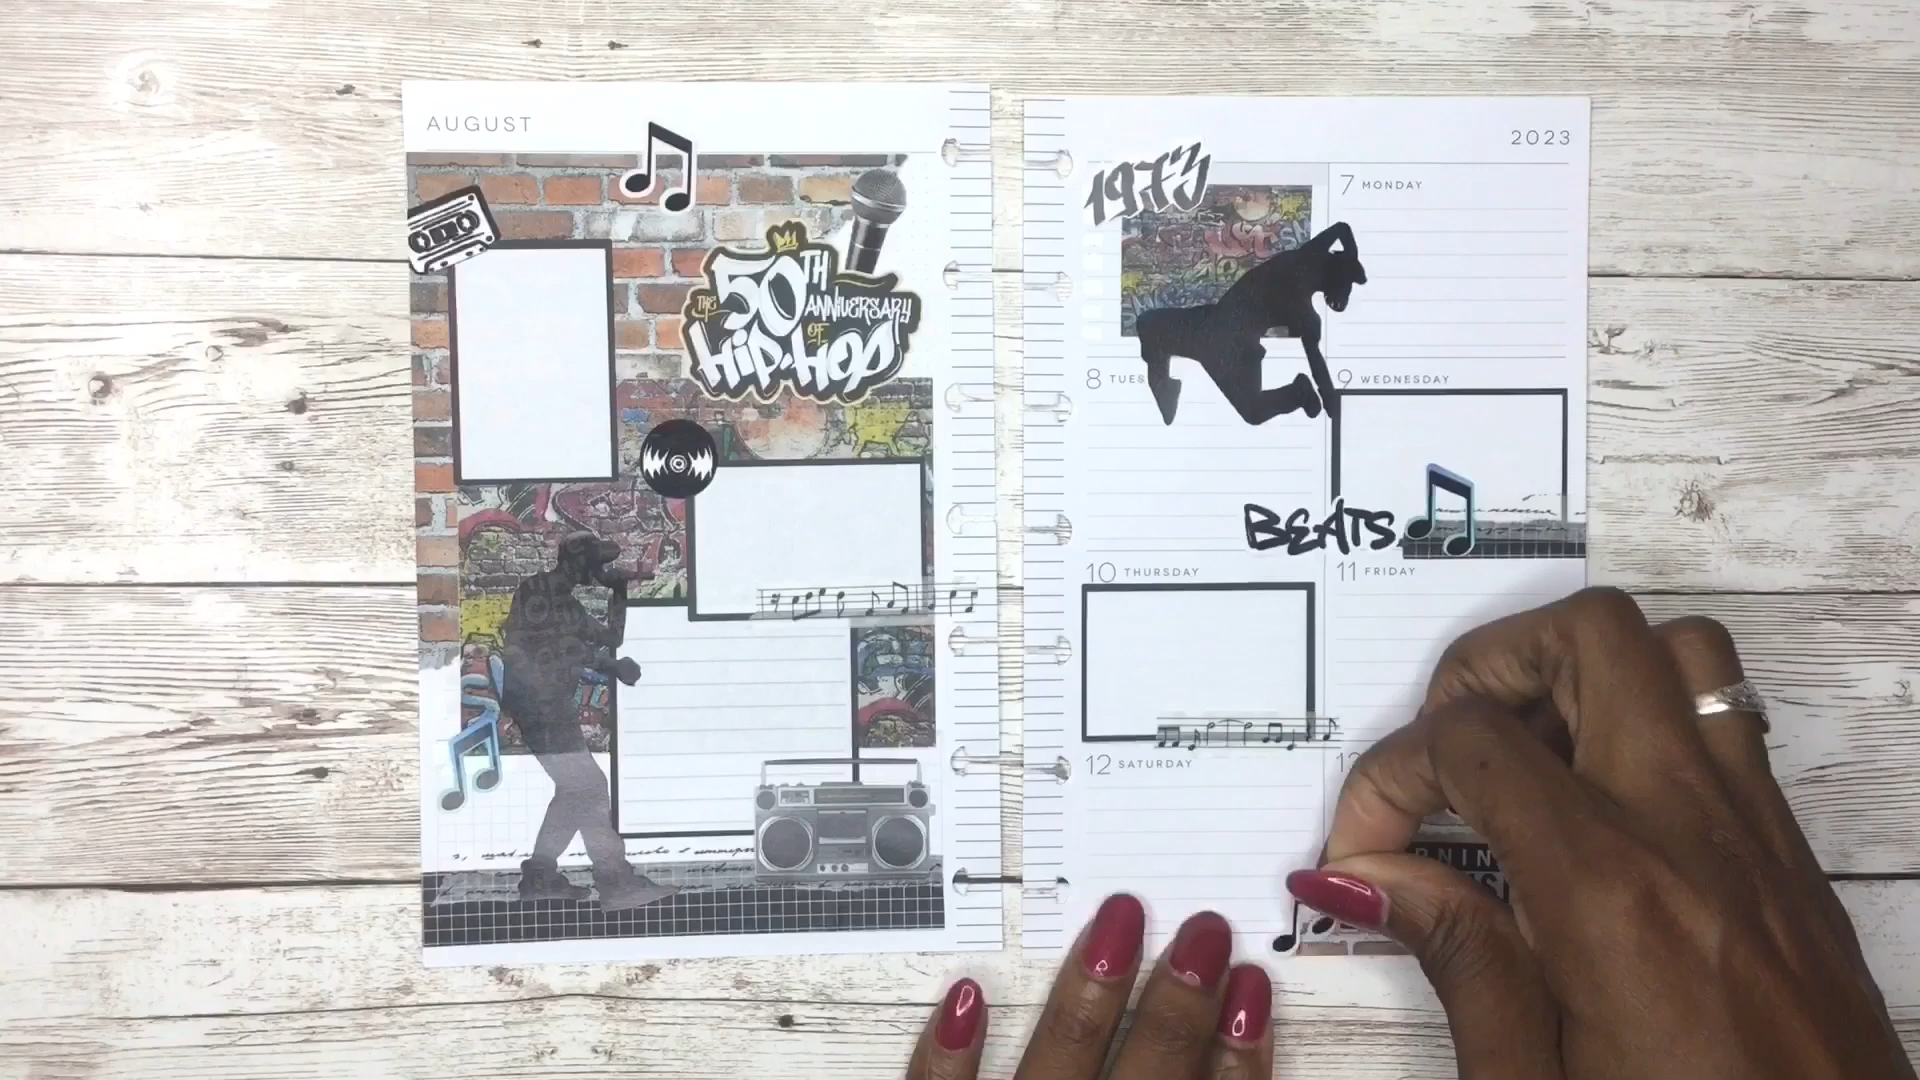 AUGUST
THE 50TH
ANNIVERSARY
OF
HIP-HOP
2023
1973
7 MONDAY
8 TUES
9 WEDNESDAY
BEATS
10 THURSDAY
11 FRIDAY
12 SATURDAY